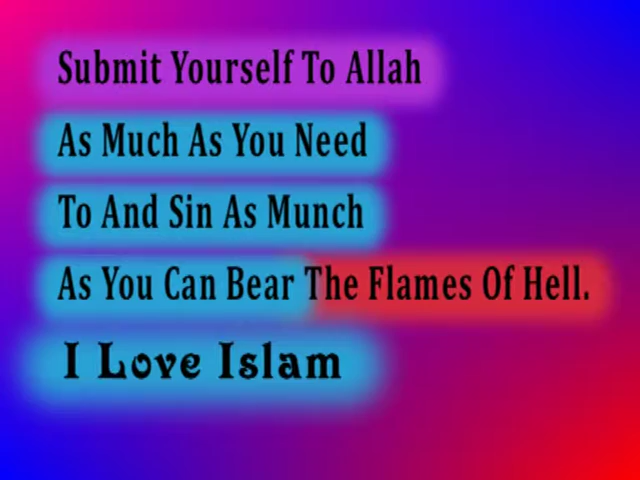 Submit Yourself To Allah
As Much As You Need
To And Sin As Munch
As You Can Bear The Flames Of Hell.
I Love Islam